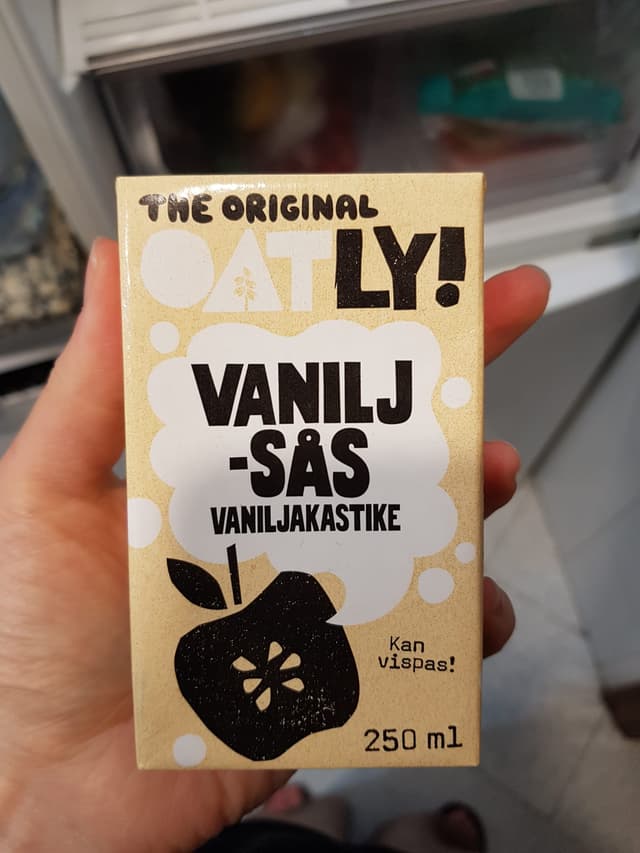 THE ORIGINAL
OATLY!
VANILJ
-SÅS
VANILJAKASTIKE
Kan
vispas!
250 ml